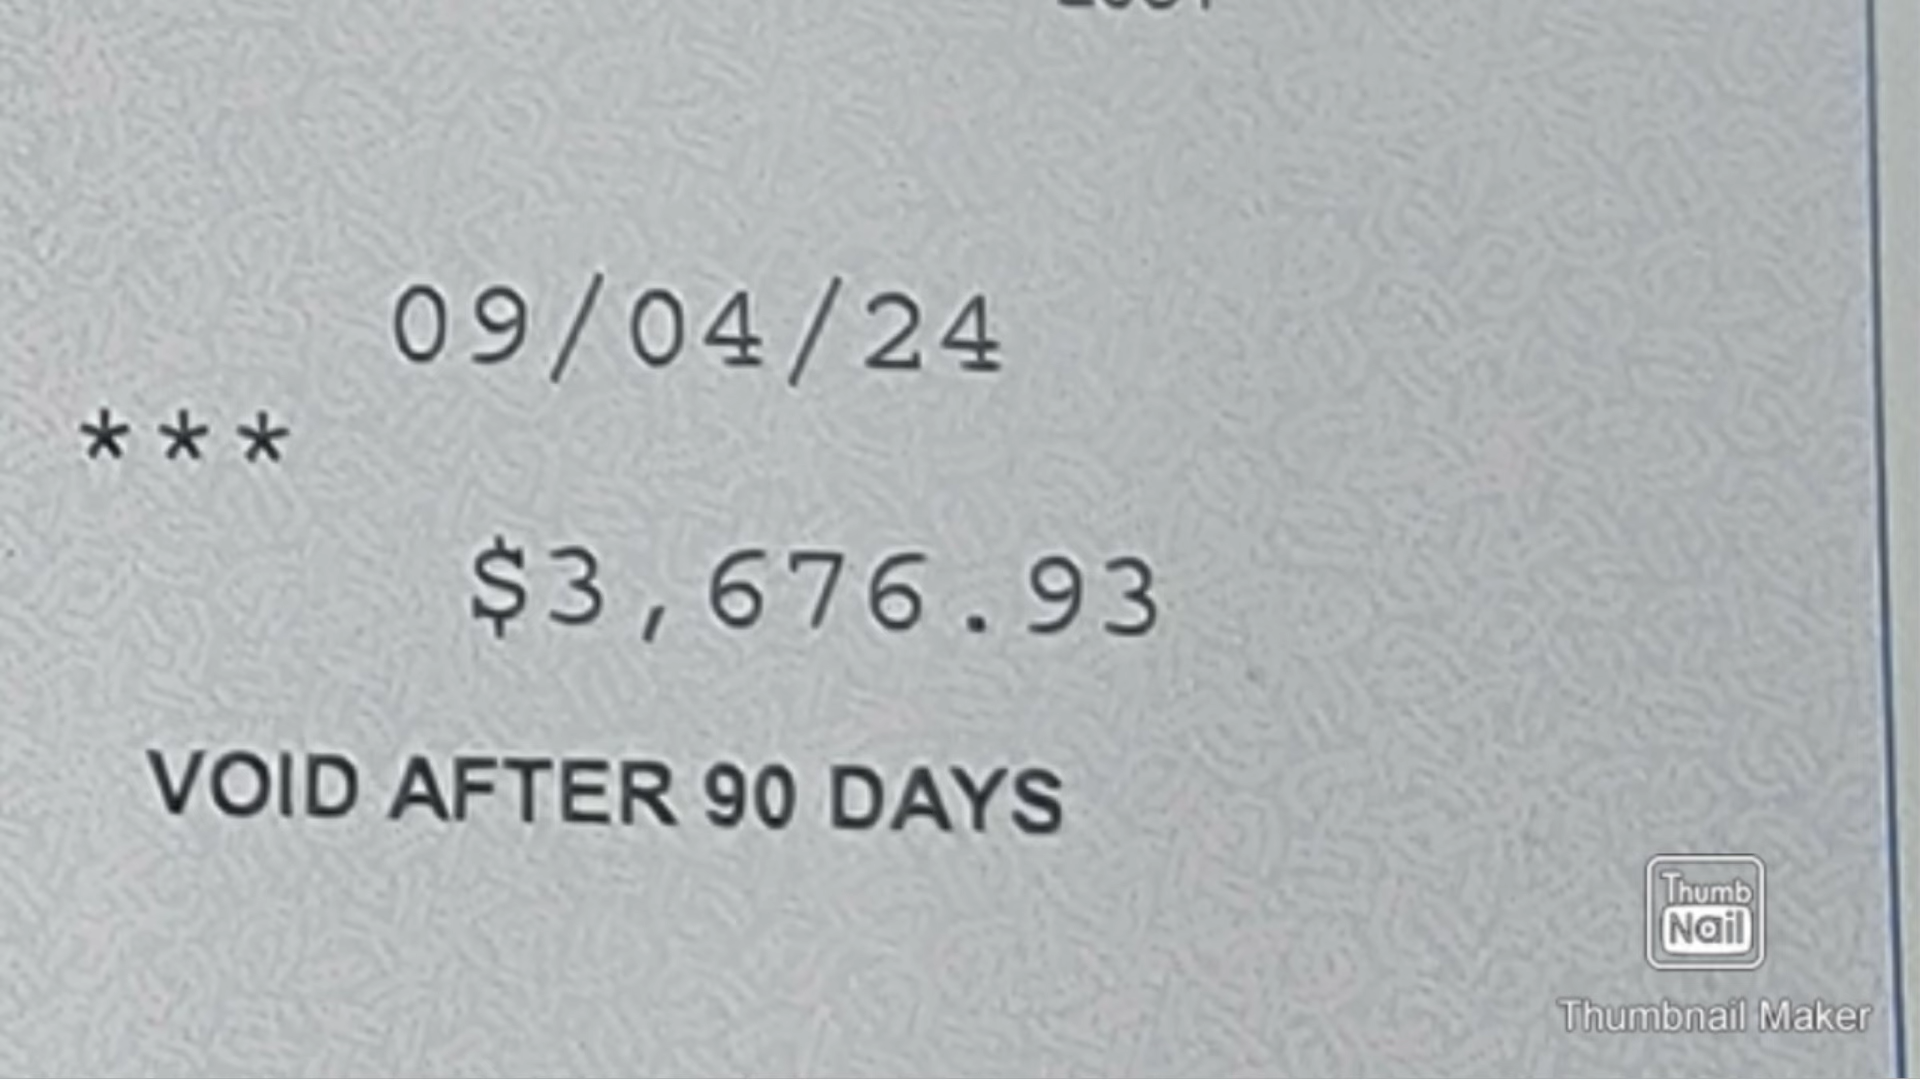 09/04/24
***
$3,676.93
VOID AFTER 90 DAYS
Thumb
Nail
Thumbnail Maker